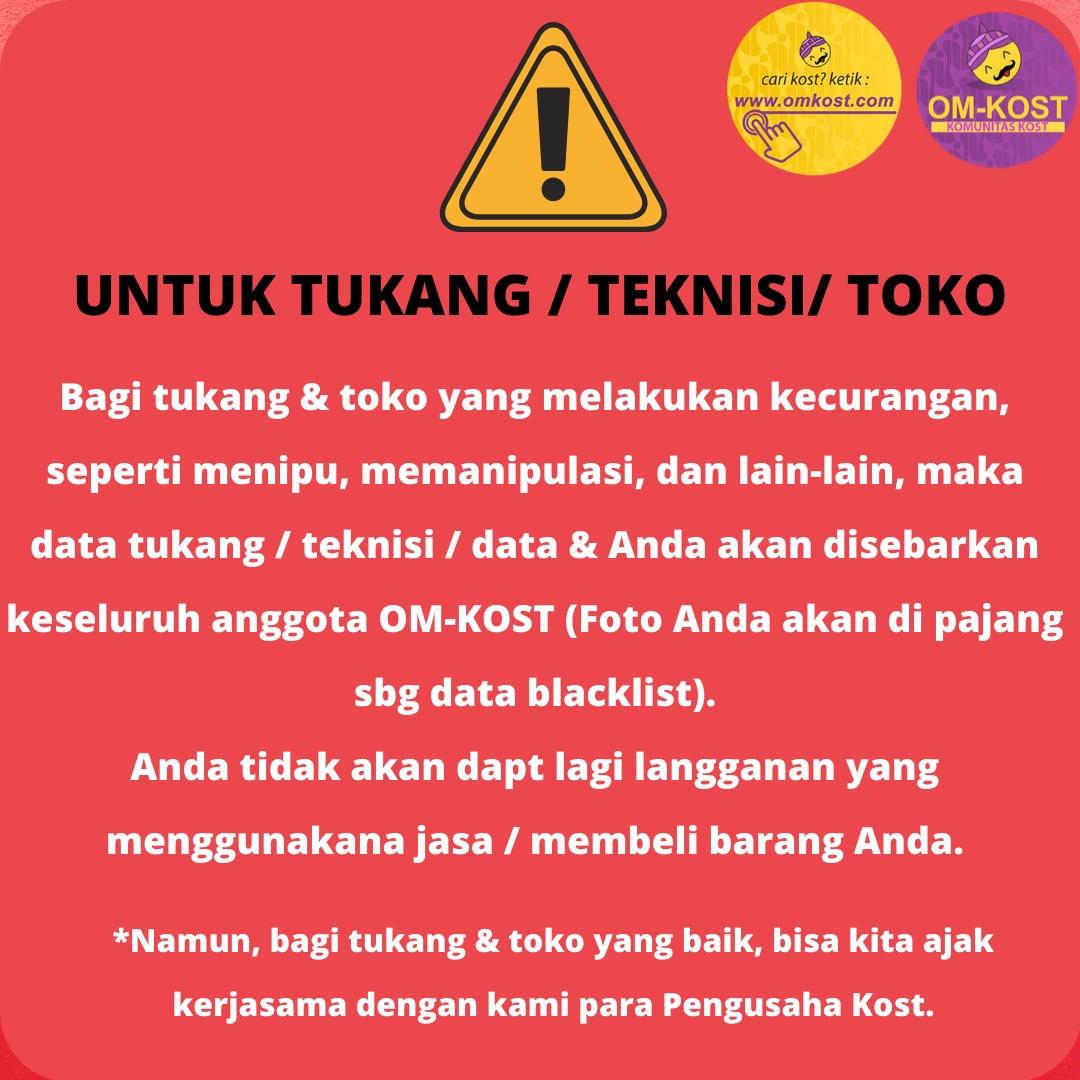 cari kost? ketik :
www.omkost.com
OM-KOST
KOMUNITAS KOST
UNTUK TUKANG / TEKNISI/ TOKO
Bagi tukang & toko yang melakukan kecurangan,
seperti menipu, memanipulasi, dan lain-lain, maka
data tukang / teknisi / data & Anda akan disebarkan
keseluruh anggota OM-KOST (Foto Anda akan di pajang
sbg data blacklist).
Anda tidak akan dapt lagi langganan yang
menggunakana jasa / membeli barang Anda.
*Namun, bagi tukang & toko yang baik, bisa kita ajak
kerjasama dengan kami para Pengusaha Kost.